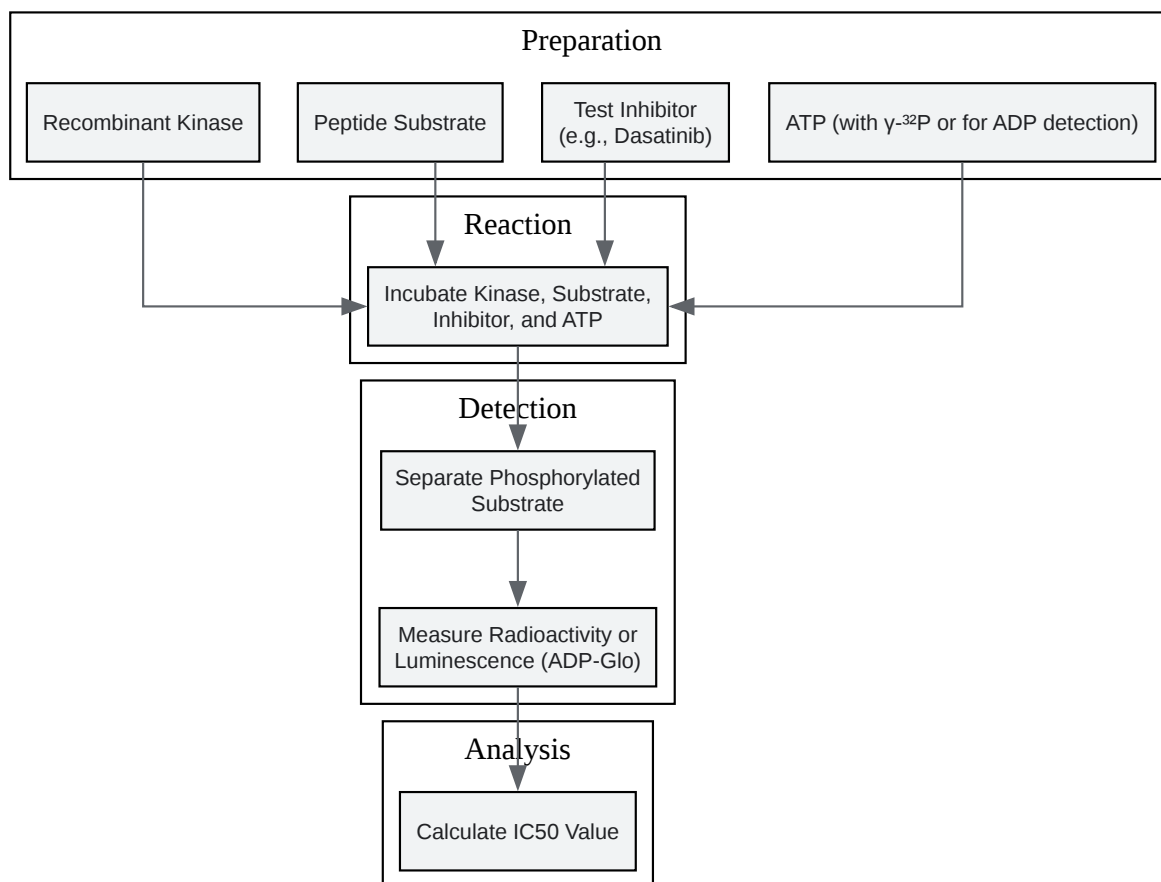 Preparation
Recombinant Kinase
Peptide Substrate
Test Inhibitor
(e.g., Dasatinib)
ATP (with γ-³²P or for ADP detection)
Reaction
Incubate Kinase, Substrate,
Inhibitor, and ATP
Detection
Separate Phosphorylated
Substrate
Measure Radioactivity or
Luminescence (ADP-Glo)
Analysis
Calculate IC50 Value